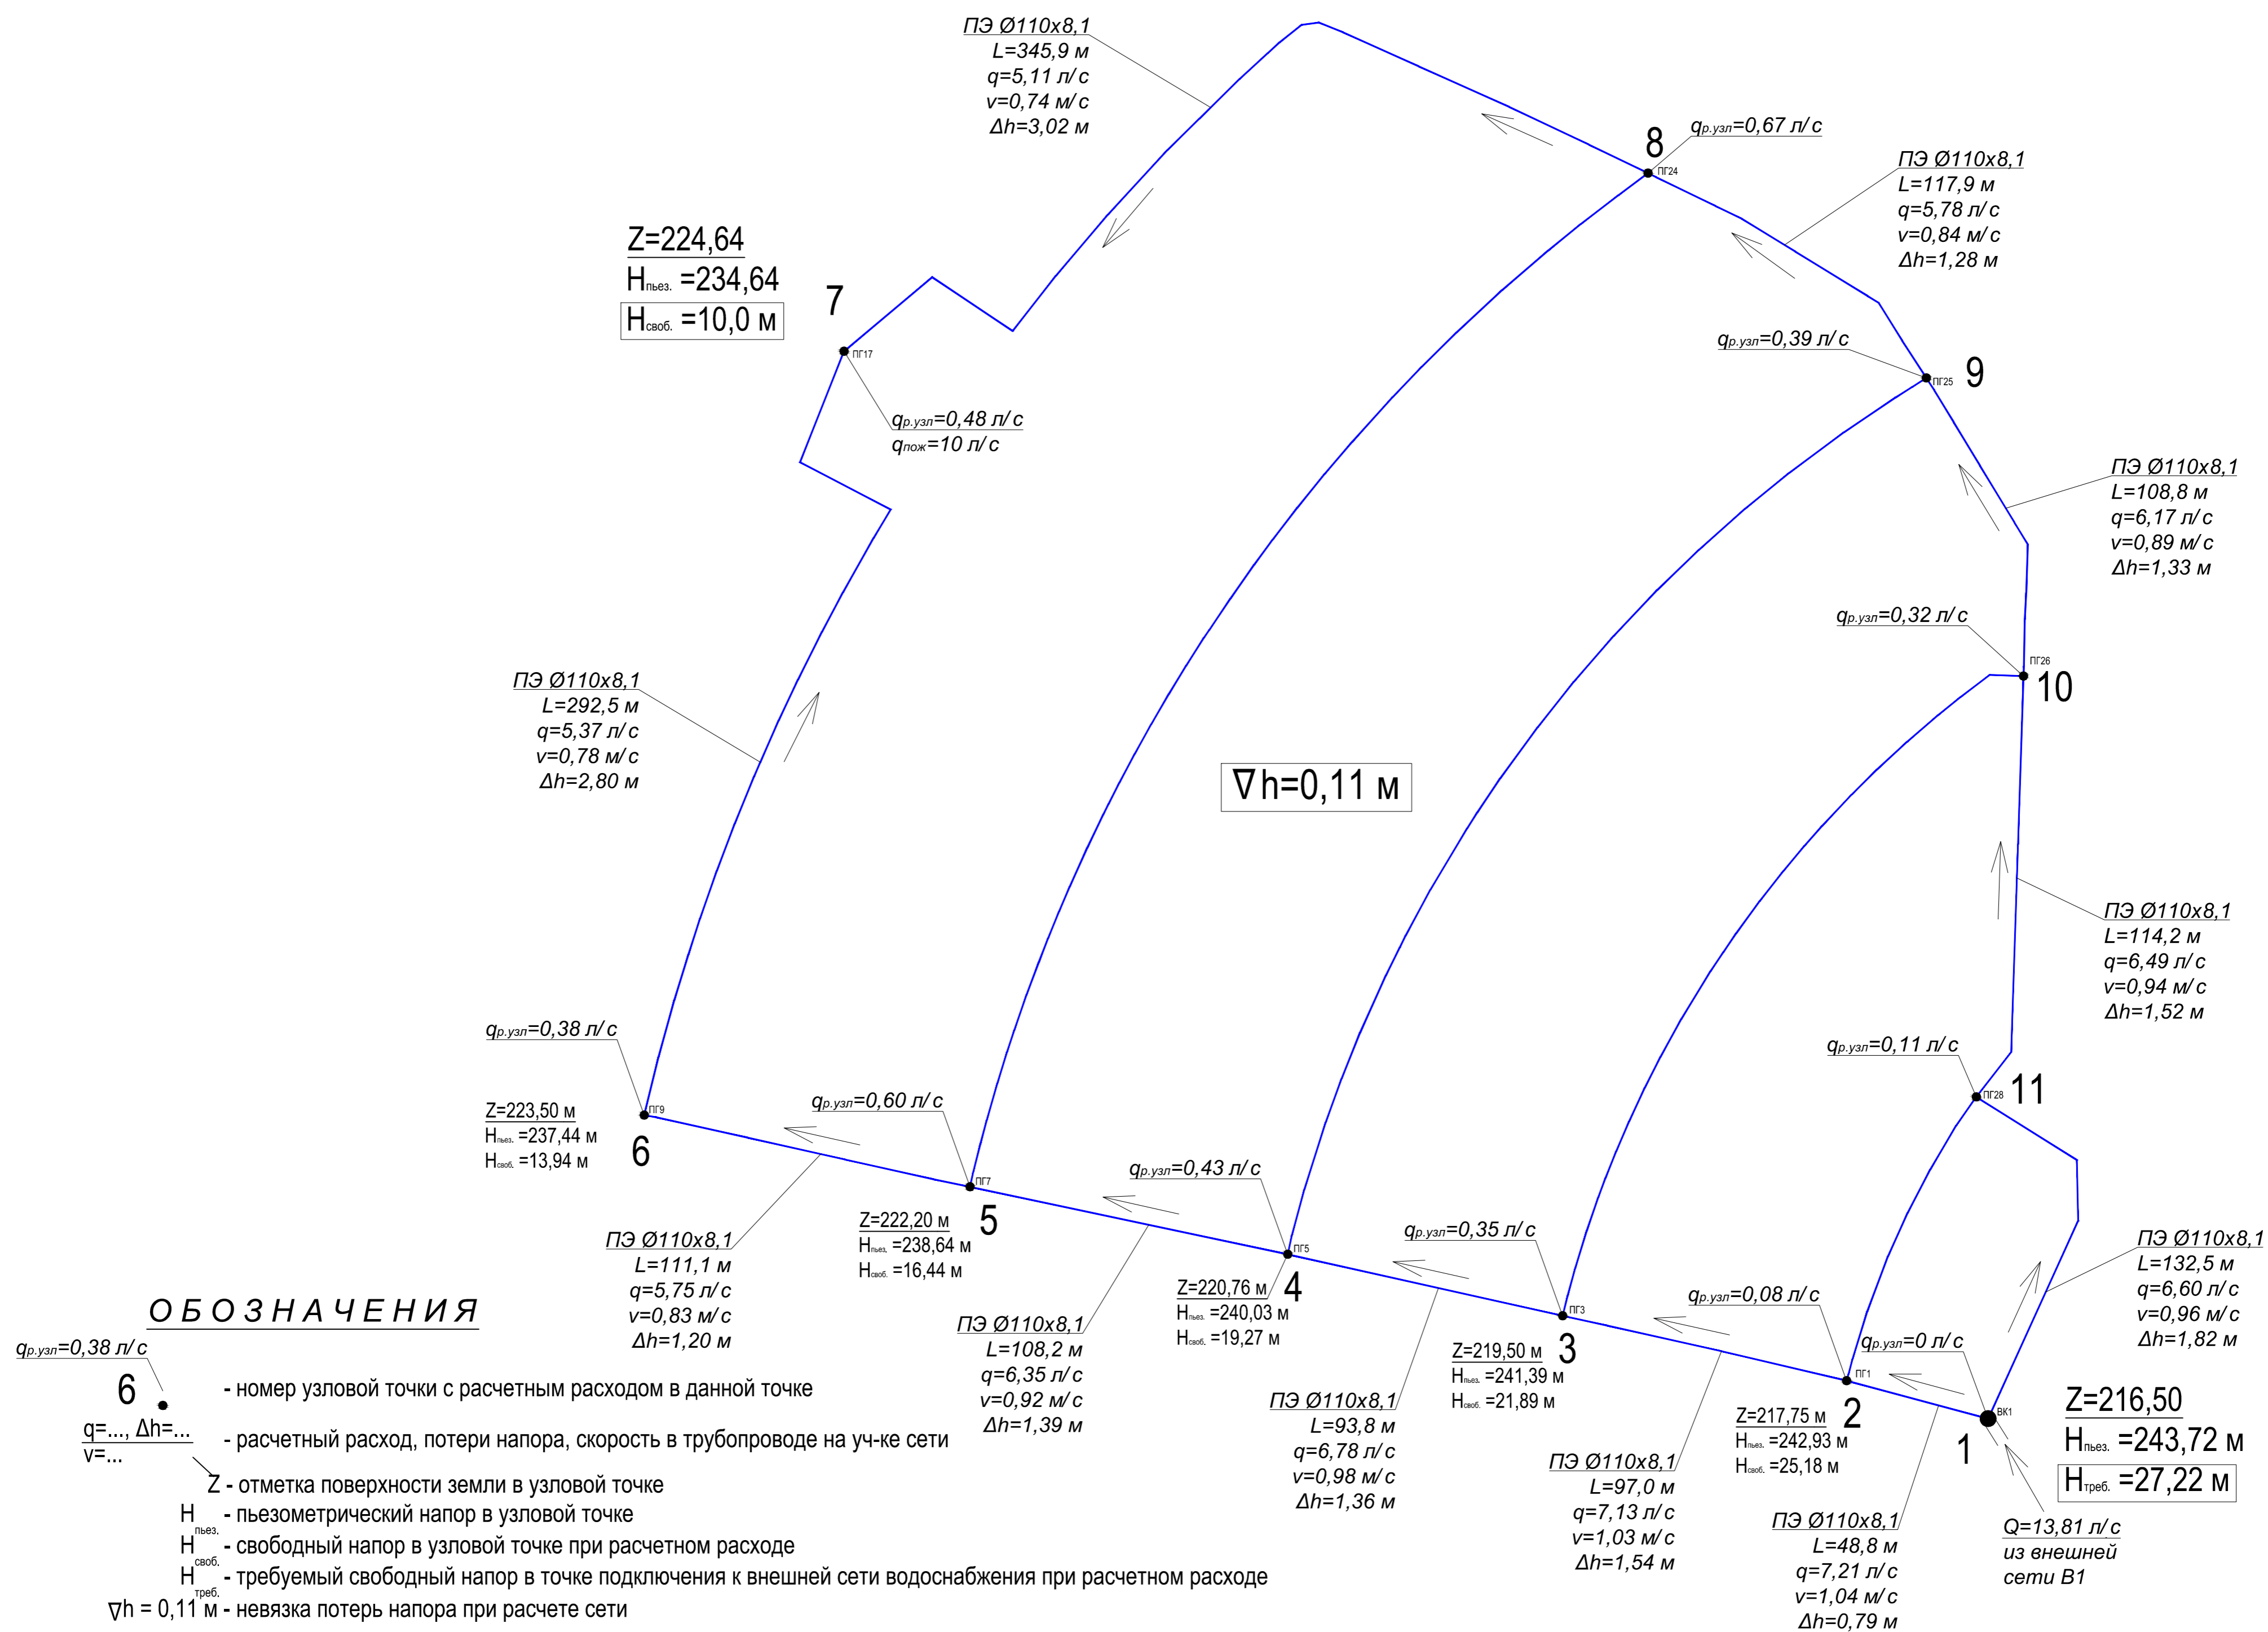 ПЭ Ø110x8,1
L=345,9 м
q=5,11 л/с
v=0,74 м/с
Δh=3,02 м
8
ПГ24
qр.узл=0,67 л/с
ПЭ Ø110x8,1
L=117,9 м
q=5,78 л/с
v=0,84 м/с
Δh=1,28 м
Z=224,64
Hпьез. =234,64
Hсвоб. =10,0 м
7
ПГ17
qр.узл=0,48 л/с
qпож=10 л/с
qр.узл=0,39 л/с
ПГ25
9
ПЭ Ø110x8,1
L=108,8 м
q=6,17 л/с
v=0,89 м/с
Δh=1,33 м
qр.узл=0,32 л/с
ПГ26
10
ПЭ Ø110x8,1
L=292,5 м
q=5,37 л/с
v=0,78 м/с
Δh=2,80 м
∇h=0,11 м
ПЭ Ø110x8,1
L=114,2 м
q=6,49 л/с
v=0,94 м/с
Δh=1,52 м
qр.узл=0,11 л/с
ПГ28
11
qр.узл=0,38 л/с
ПГ9
6
Z=223,50 м
Hпьез. =237,44 м
Hсвоб. =13,94 м
qр.узл=0,60 л/с
ПГ7
5
Z=222,20 м
Hпьез. =238,64 м
Hсвоб. =16,44 м
qр.узл=0,43 л/с
ПГ5
4
Z=220,76 м
Hпьез. =240,03 м
Hсвоб. =19,27 м
qр.узл=0,35 л/с
ПГ3
3
Z=219,50 м
Hпьез. =241,39 м
Hсвоб. =21,89 м
qр.узл=0,08 л/с
ПГ1
2
Z=217,75 м
Hпьез. =242,93 м
Hсвоб. =25,18 м
qр.узл=0 л/с
ВК1
1
Z=216,50
Hпьез. =243,72 м
Hтреб. =27,22 м
ПЭ Ø110x8,1
L=132,5 м
q=6,60 л/с
v=0,96 м/с
Δh=1,82 м
ПЭ Ø110x8,1
L=111,1 м
q=5,75 л/с
v=0,83 м/с
Δh=1,20 м
ПЭ Ø110x8,1
L=108,2 м
q=6,35 л/с
v=0,92 м/с
Δh=1,39 м
ПЭ Ø110x8,1
L=93,8 м
q=6,78 л/с
v=0,98 м/с
Δh=1,36 м
ПЭ Ø110x8,1
L=97,0 м
q=7,13 л/с
v=1,03 м/с
Δh=1,54 м
ПЭ Ø110x8,1
L=48,8 м
q=7,21 л/с
v=1,04 м/с
Δh=0,79 м
Q=13,81 л/с
из внешней
сети В1
О Б О З Н А Ч Е Н И Я
qр.узл=0,38 л/с
6 - номер узловой точки с расчетным расходом в данной точке
q=..., Δh=...
v=...
- расчетный расход, потери напора, скорость в трубопроводе на уч-ке сети
Z - отметка поверхности земли в узловой точке
Hпьез. - пьезометрический напор в узловой точке
Hсвоб. - свободный напор в узловой точке при расчетном расходе
Hтреб. - требуемый свободный напор в точке подключения к внешней сети водоснабжения при расчетном расходе
∇h = 0,11 м - невязка потерь напора при расчете сети